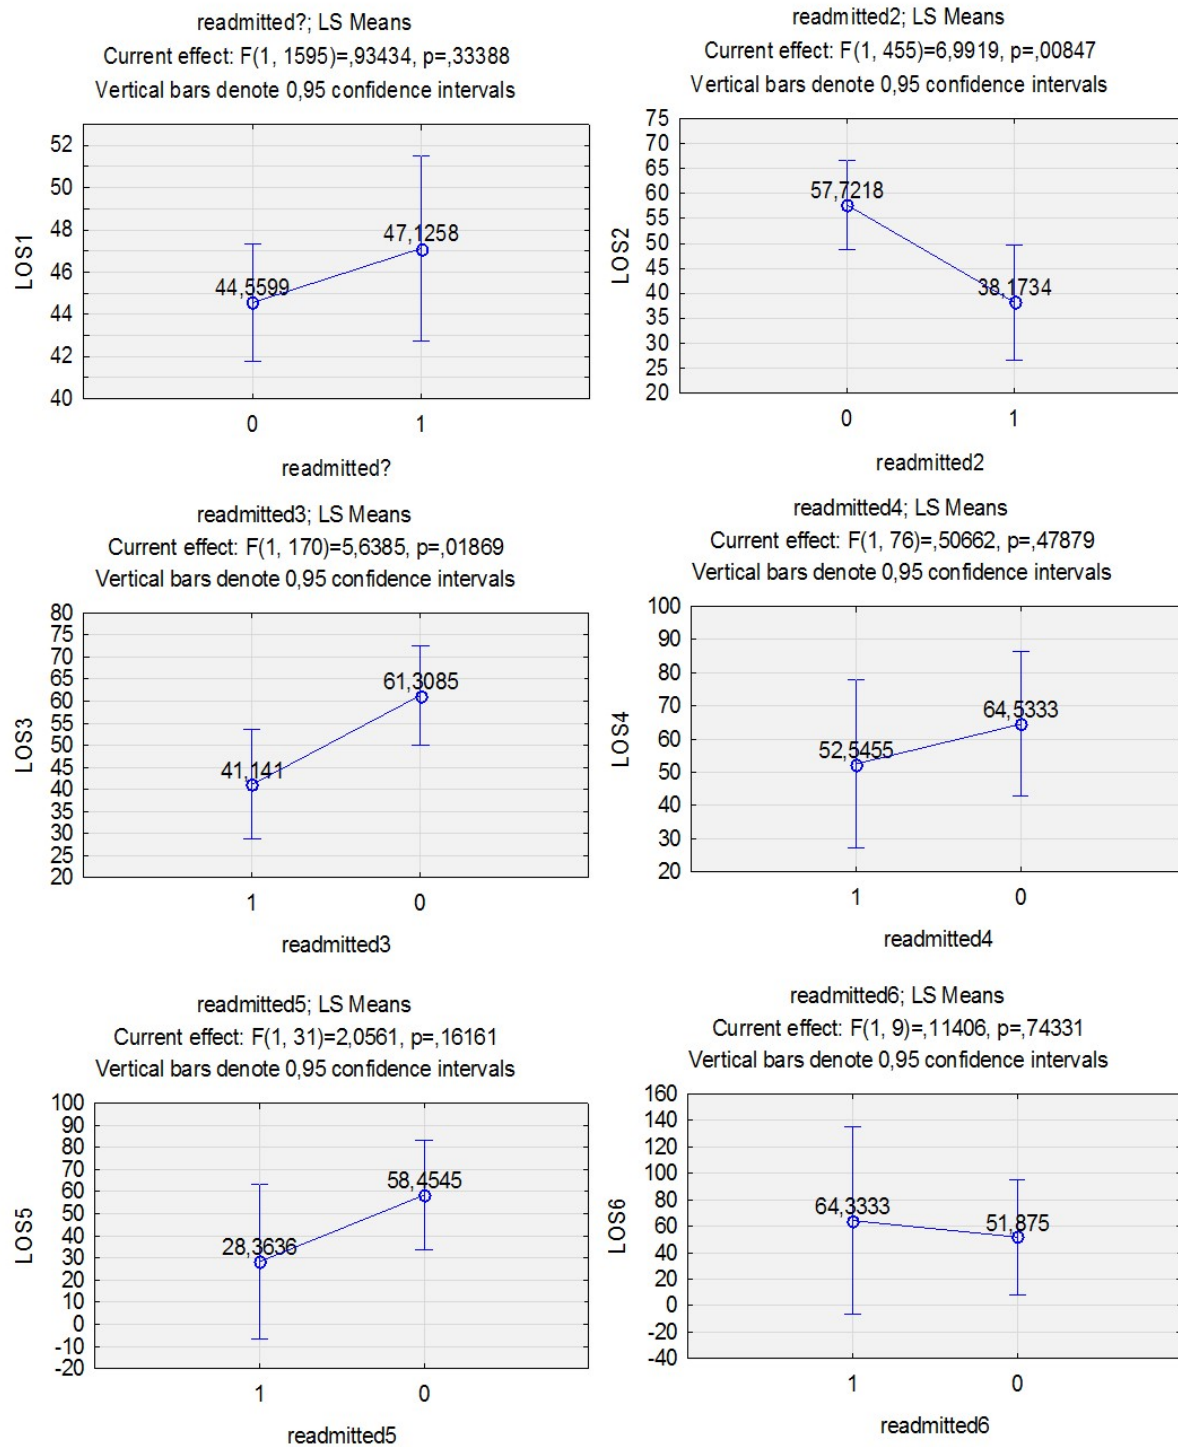 readmitted?; LS Means
Current effect: F(1, 1595)=,93434, p=,33388
Vertical bars denote 0,95 confidence intervals
52
50
48
46
44
42
40
LOS1
44,5599
47,1258
0
1
readmitted?
readmitted2; LS Means
Current effect: F(1, 455)=6,9919, p=,00847
Vertical bars denote 0,95 confidence intervals
75
70
65
60
55
50
45
40
35
30
25
20
LOS2
57,7218
38,1734
0
1
readmitted2
readmitted3; LS Means
Current effect: F(1, 170)=5,6385, p=,01869
Vertical bars denote 0,95 confidence intervals
80
75
70
65
60
55
50
45
40
35
30
25
20
LOS3
41,141
61,3085
1
0
readmitted3
readmitted4; LS Means
Current effect: F(1, 76)=,50662, p=,47879
Vertical bars denote 0,95 confidence intervals
100
90
80
70
60
50
40
30
20
LOS4
52,5455
64,5333
1
0
readmitted4
readmitted5; LS Means
Current effect: F(1, 31)=2,0561, p=,16161
Vertical bars denote 0,95 confidence intervals
100
90
80
70
60
50
40
30
20
10
0
-10
-20
LOS5
28,3636
58,4545
1
0
readmitted5
readmitted6; LS Means
Current effect: F(1, 9)=,11406, p=,74331
Vertical bars denote 0,95 confidence intervals
160
140
120
100
80
60
40
20
0
-20
-40
LOS6
64,3333
51,875
1
0
readmitted6